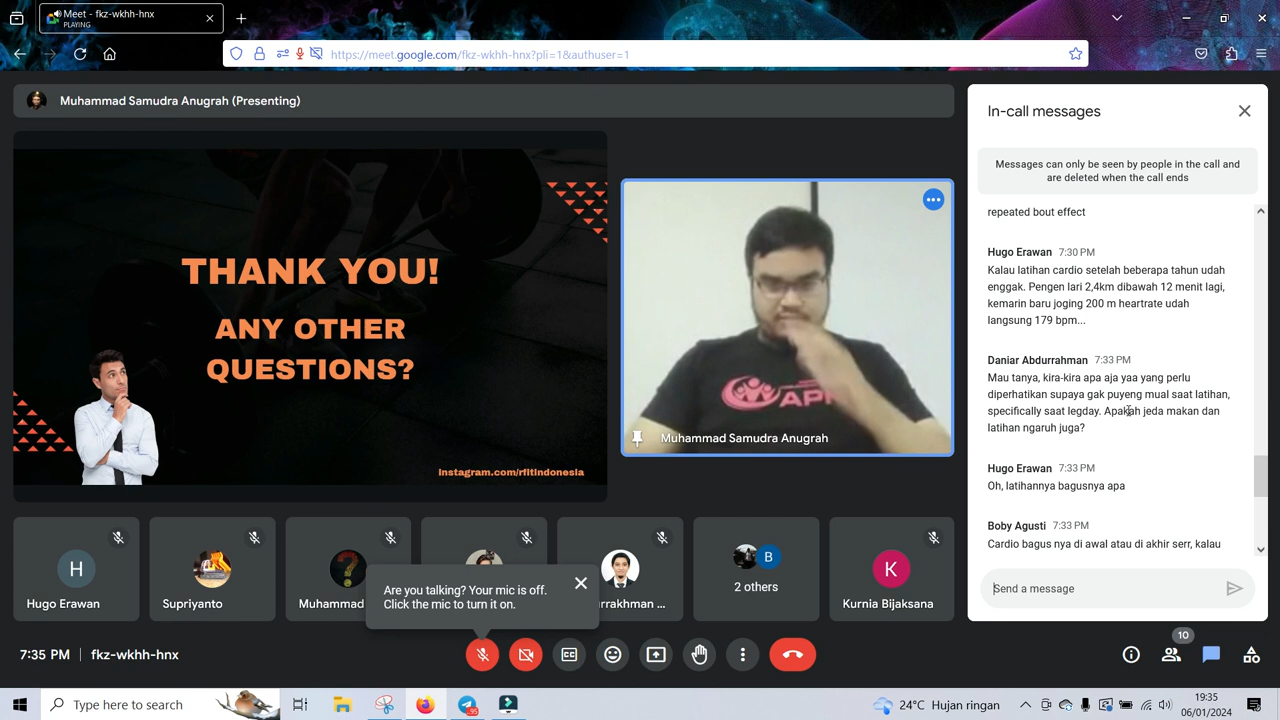 Meet - fkz-wkhh-hnx
PLAYING
https://meet.google.com/fkz-wkhh-hnx?pli=1&authuser=1
Muhammad Samudra Anugrah (Presenting)
THANK YOU!
ANY OTHER
QUESTIONS?
Instagram.com/rfitindonesia
Muhammad Samudra Anugrah
Hugo Erawan
Supriyanto
Muhammad
2 others
B
H
?
K
Kurnia Bijaksana
Are you talking? Your mic is off.
Click the mic to turn it on.
7:35 PM | fkz-wkhh-hnx
In-call messages
Messages can only be seen by people in the call and
are deleted when the call ends
repeated bout effect
Hugo Erawan 7:30 PM
Kalau latihan cardio setelah beberapa tahun udah
enggak. Pengen lari 2,4km dibawah 12 menit lagi,
kemarin baru joging 200 m heartrate udah
langsung 179 bpm...
Daniar Abdurrahman 7:33 PM
Mau tanya, kira-kira apa aja yaa yang perlu
diperhatikan supaya gak puyeng mual saat latihan,
specifically saat legday. Apakah jeda makan dan
latihan ngaruh juga?
Hugo Erawan 7:33 PM
Oh, latihannya bagusnya apa
Boby Agusti 7:33 PM
Cardio bagus nya di awal atau di akhir serr, kalau
Send a message
10
Type here to search
24°C Hujan ringan
19:35
06/01/2024